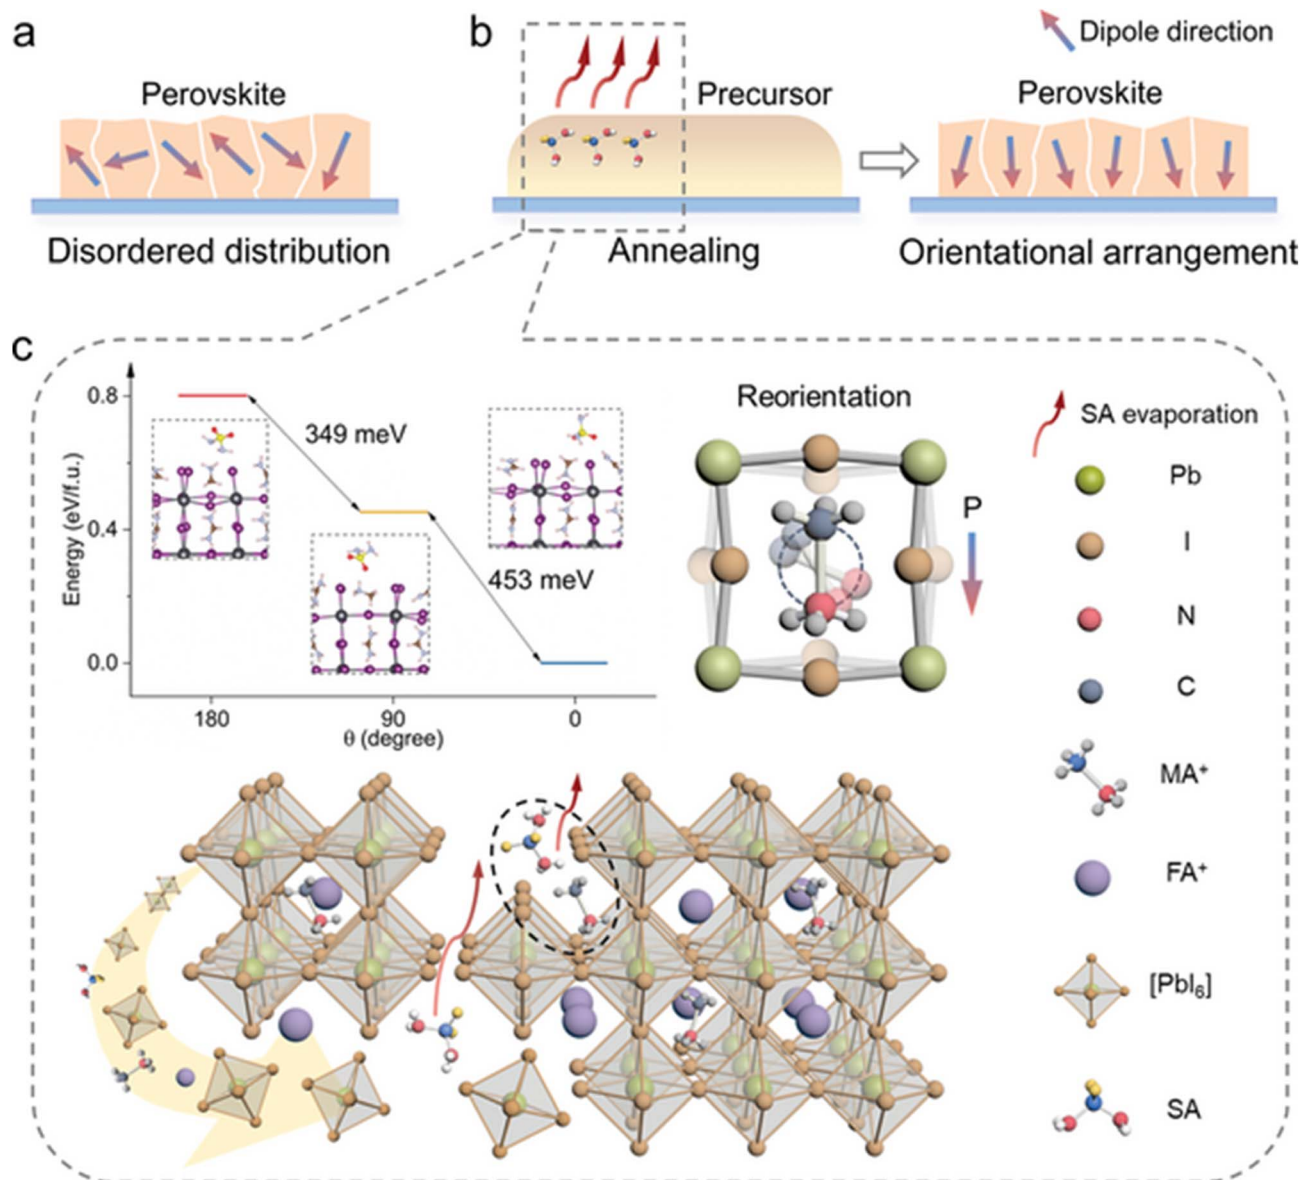 a
b
Dipole direction
Perovskite
Precursor
Perovskite
Disordered distribution
Annealing
Orientational arrangement
c
0.8
0.4
0.0
Energy (eV/f.u.)
349 meV
453 meV
180
90
0
θ (degree)
Reorientation
P
SA evaporation
Pb
I
N
C
MA⁺
FA⁺
[PbI₆]
SA